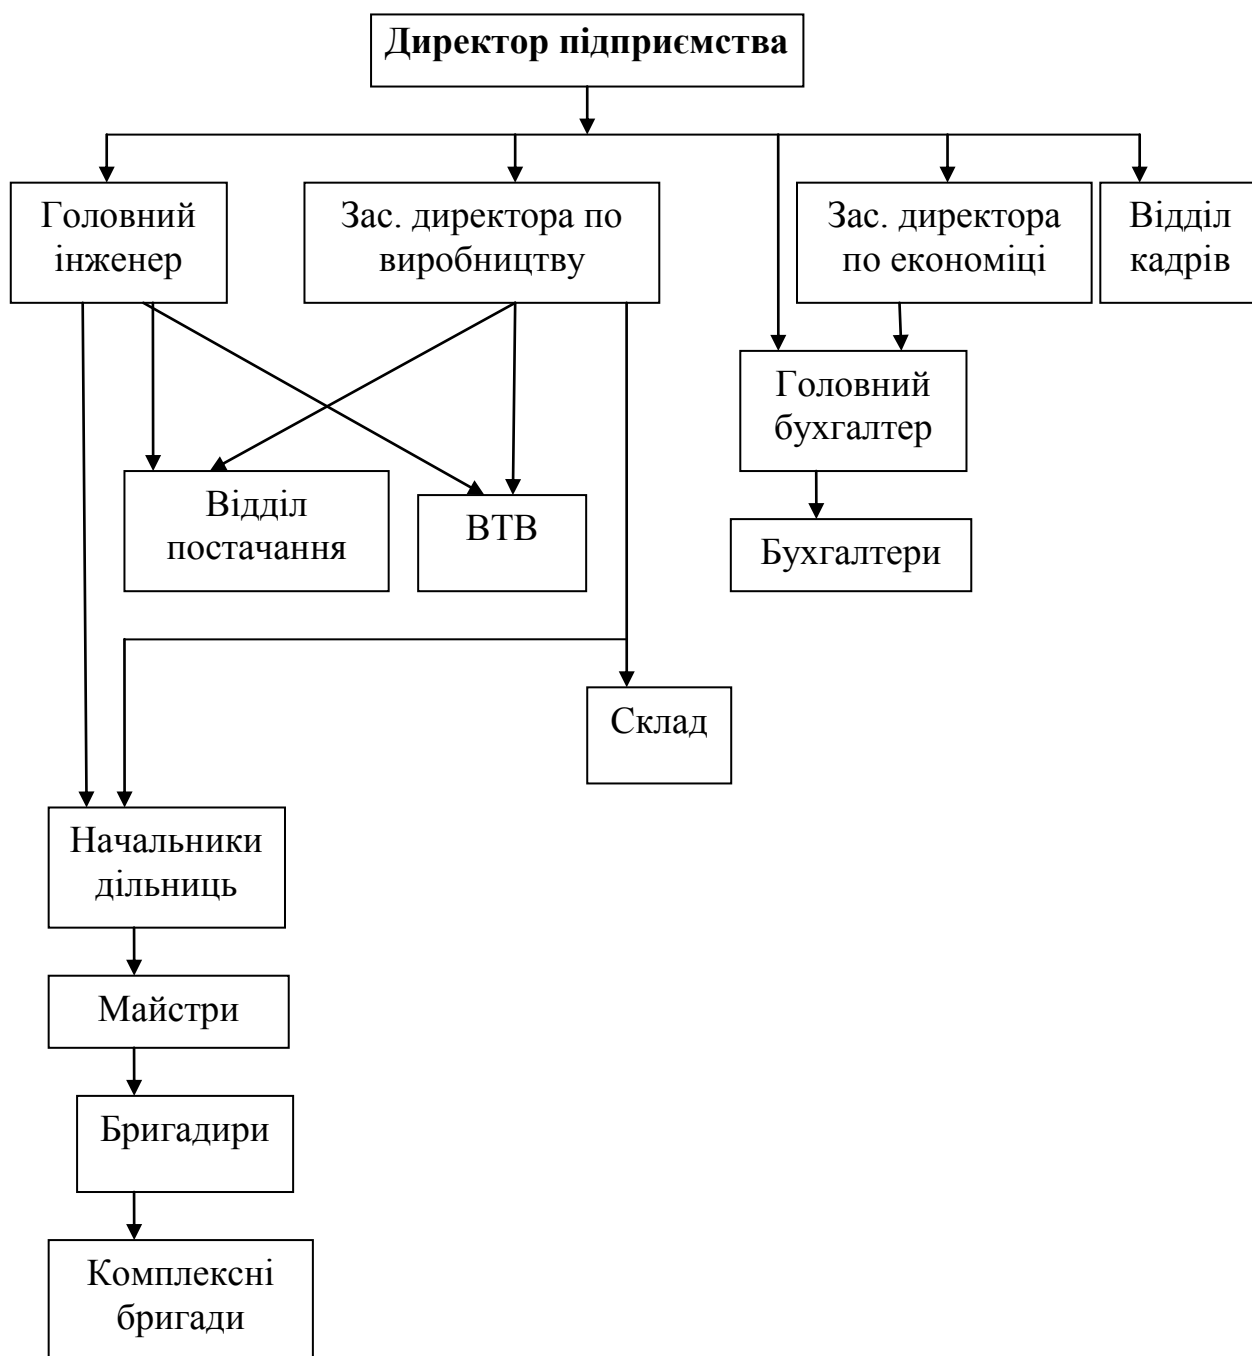 Директор підприємства
Головний
інженер
Зас. директора по
виробництву
Зас. директора
по економіці
Відділ
кадрів
Головний
бухгалтер
Відділ
постачання
ВТВ
Бухгалтери
Склад
Начальники
дільниць
Майстри
Бригадири
Комплексні
бригади